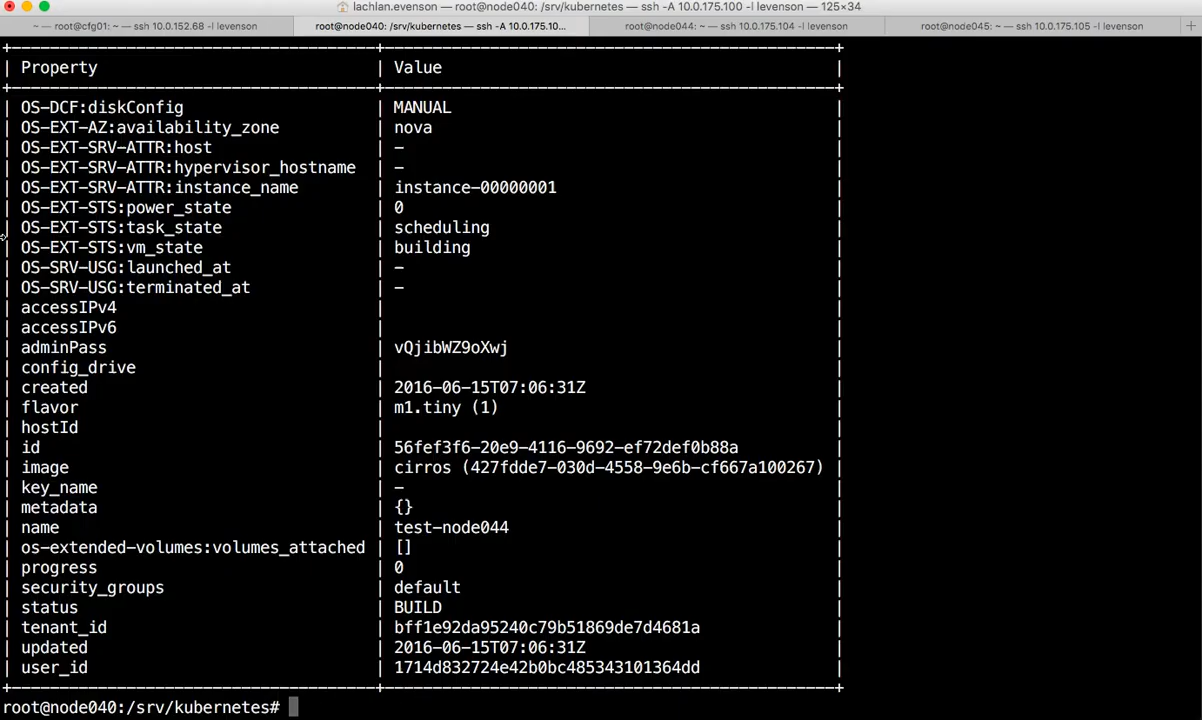 lachlan.evenson — root@node040: /srv/kubernetes — ssh -A 10.0.175.100 -l levenson — 125×34
~ — root@cfg01: ~ — ssh 10.0.152.66 -l levenson
root@node040: /srv/kubernetes — ssh -A 10.0.175.10...
root@node044: ~ — ssh 10.0.175.104 -l levenson
root@node045: ~ — ssh 10.0.175.105 -l levenson
| Property | Value |
| OS-DCF:diskConfig | MANUAL |
| OS-EXT-AZ:availability_zone | nova |
| OS-EXT-SRV-ATTR:host | - |
| OS-EXT-SRV-ATTR:hypervisor_hostname | - |
| OS-EXT-SRV-ATTR:instance_name | instance-00000001 |
| OS-EXT-STS:power_state | 0 |
| OS-EXT-STS:task_state | scheduling |
| OS-EXT-STS:vm_state | building |
| OS-SRV-USG:launched_at | - |
| OS-SRV-USG:terminated_at | - |
| accessIPv4 | |
| accessIPv6 | |
| adminPass | vQjibWZ9oXwj |
| config_drive | |
| created | 2016-06-15T07:06:31Z |
| flavor | m1.tiny (1) |
| hostId | |
| id | 56fef3f6-20e9-4116-9692-ef72def0b88a |
| image | cirros (427fdde7-030d-4558-9e6b-cf667a100267) |
| key_name | - |
| metadata | {} |
| name | test-node044 |
| os-extended-volumes:volumes_attached | [] |
| progress | 0 |
| security_groups | default |
| status | BUILD |
| tenant_id | bff1e92da95240c79b51869de7d4681a |
| updated | 2016-06-15T07:06:31Z |
| user_id | 1714d832724e42b0bc485343101364dd |
root@node040:/srv/kubernetes#